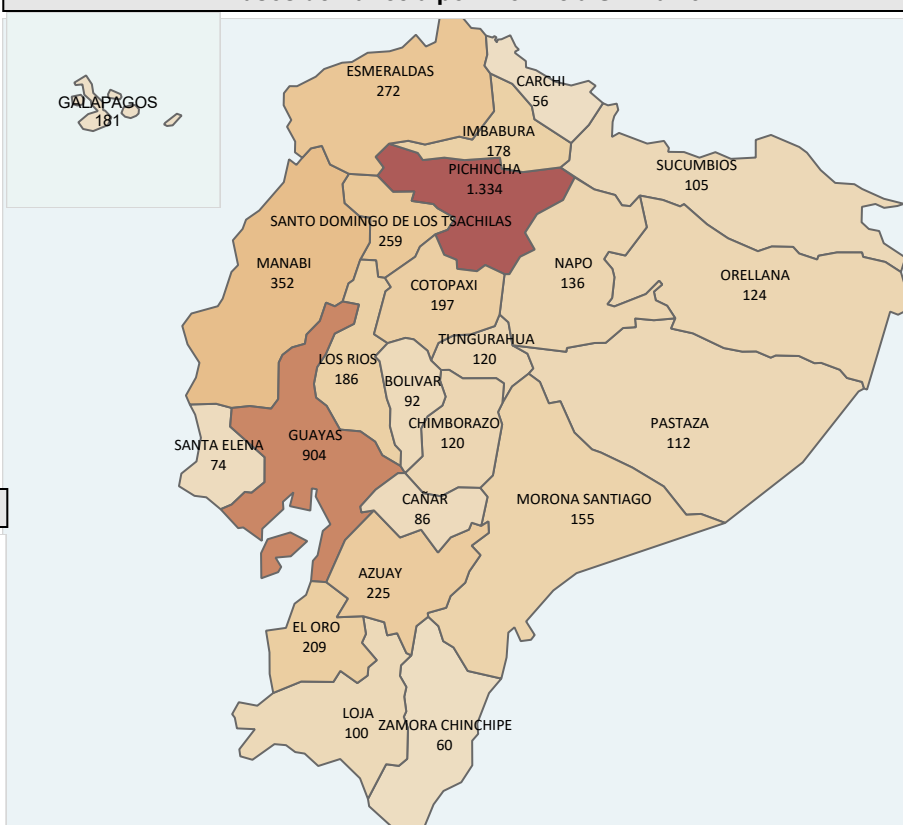 ESMERALDAS
272
CARCHI
56
GALAPAGOS
181
IMBABURA
178
PICHINCHA
1.334
SUCUMBIOS
105
SANTO DOMINGO DE LOS TSACHILAS
259
MANABI
352
NAPO
136
ORELLANA
124
COTOPAXI
197
TUNGURAHUA
120
LOS RIOS
186
BOLIVAR
92
CHIMBORAZO
120
PASTAZA
112
GUAYAS
904
SANTA ELENA
74
CAÑAR
86
MORONA SANTIAGO
155
AZUAY
225
EL ORO
209
LOJA
100
ZAMORA CHINCHIPE
60